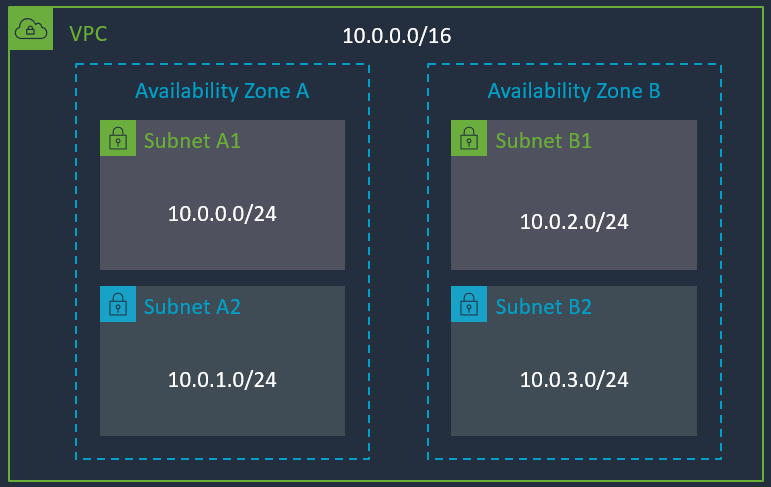 VPC
10.0.0.0/16
Availability Zone A
Subnet A1
10.0.0.0/24
Subnet A2
10.0.1.0/24
Availability Zone B
Subnet B1
10.0.2.0/24
Subnet B2
10.0.3.0/24